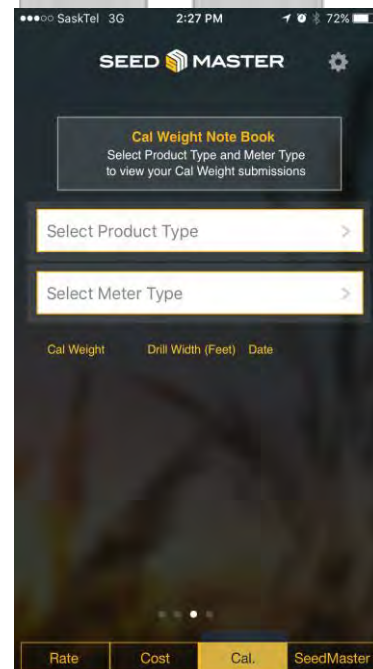 SaskTel 3G 2:27 PM 72%
SEED MASTER
Cal Weight Note Book
Select Product Type and Meter Type
to view your Cal Weight submissions
Select Product Type
Select Meter Type
Cal Weight Drill Width (Feet) Date
Rate Cost Cal. SeedMaster